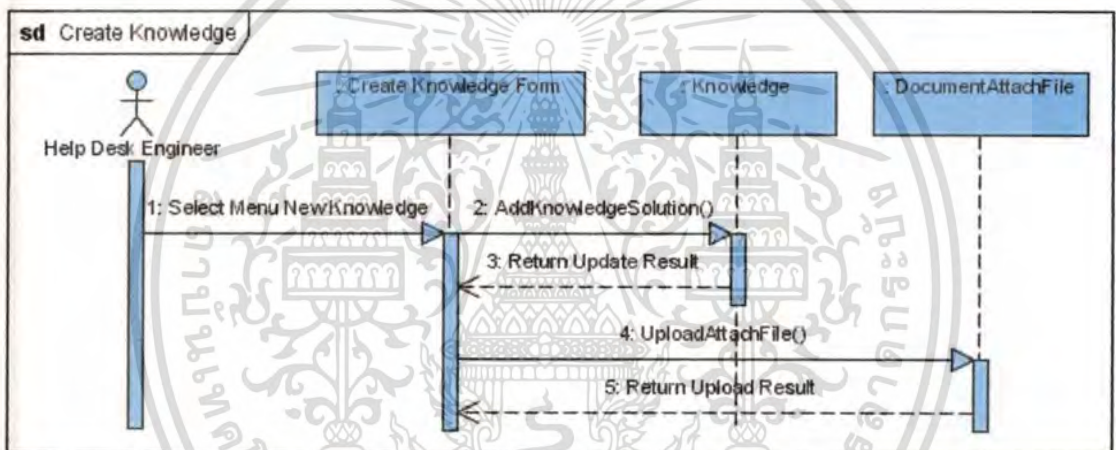 sd Create Knowledge
: Create Knowledge Form
: Knowledge
: DocumentAttachFile
Help Desk Engineer
1: Select Menu NewKnowledge
2: AddKnowledgeSolution()
3: Return Update Result
4: UploadAttachFile()
5: Return Upload Result